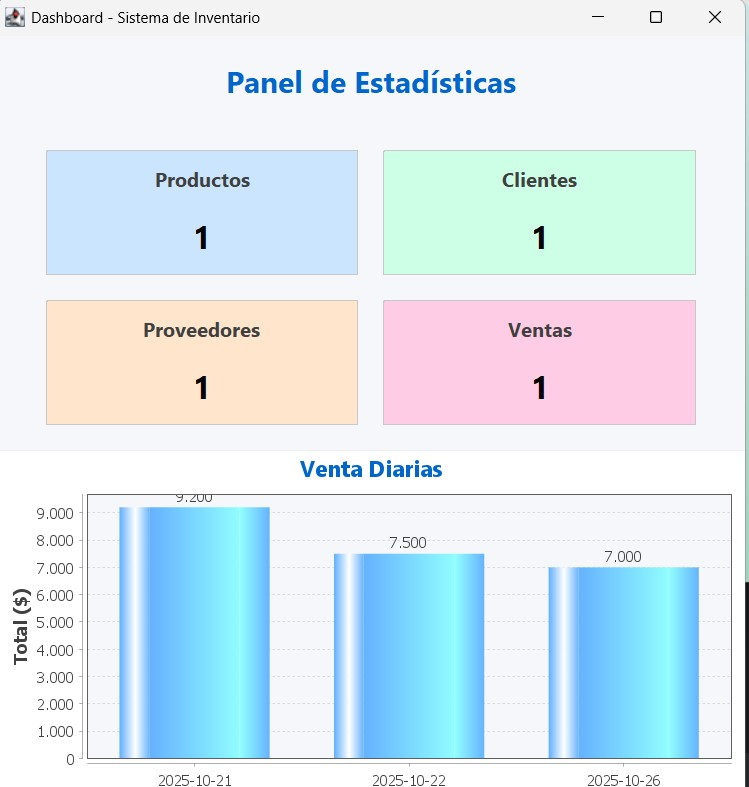 Dashboard - Sistema de Inventario
Panel de Estadísticas
Productos
1
Clientes
1
Proveedores
1
Ventas
1
Venta Diarias
Total ($)
9.000
8.000
7.000
6.000
5.000
4.000
3.000
2.000
1.000
0
9.200
7.500
7.000
2025-10-21
2025-10-22
2025-10-26